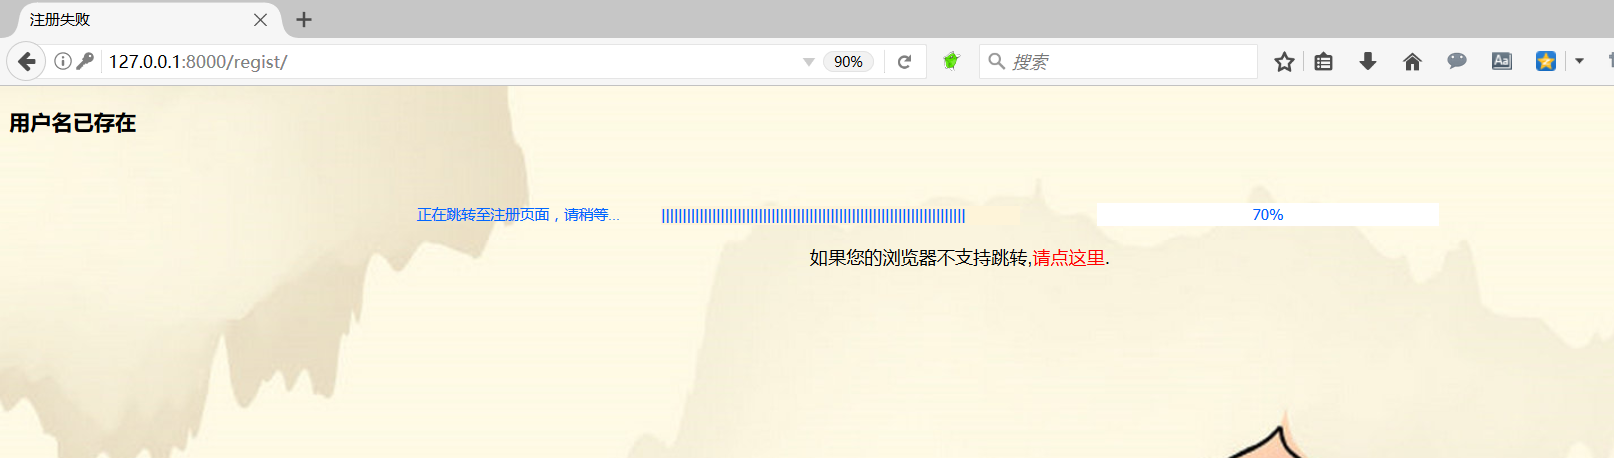 注册失败
127.0.0.1:8000/regist/
90%
搜索
Aa
用户名已存在
正在跳转至注册页面，请稍等...
70%
如果您的浏览器不支持跳转,请点这里.